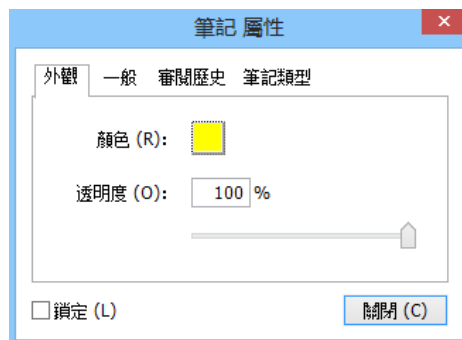 筆記 屬性
外觀 一般 審閱歷史 筆記類型
顏色 (R):
透明度 (O): 100 %
鎖定 (L)
關閉 (C)